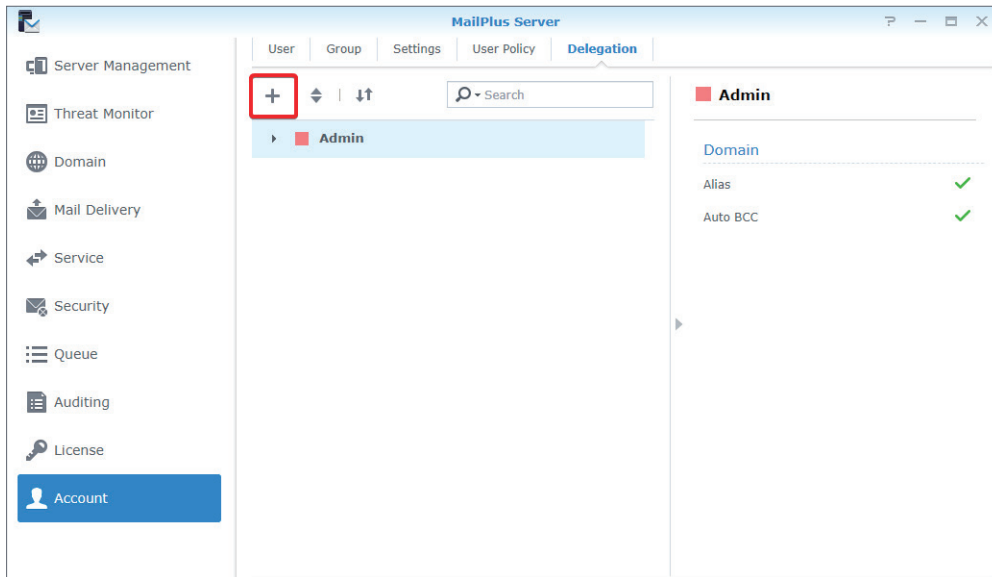 MailPlus Server
Server Management
Threat Monitor
Domain
Mail Delivery
Service
Security
Queue
Auditing
License
Account
User Group Settings User Policy Delegation
Search
Admin
Admin
Domain
Alias
Auto BCC